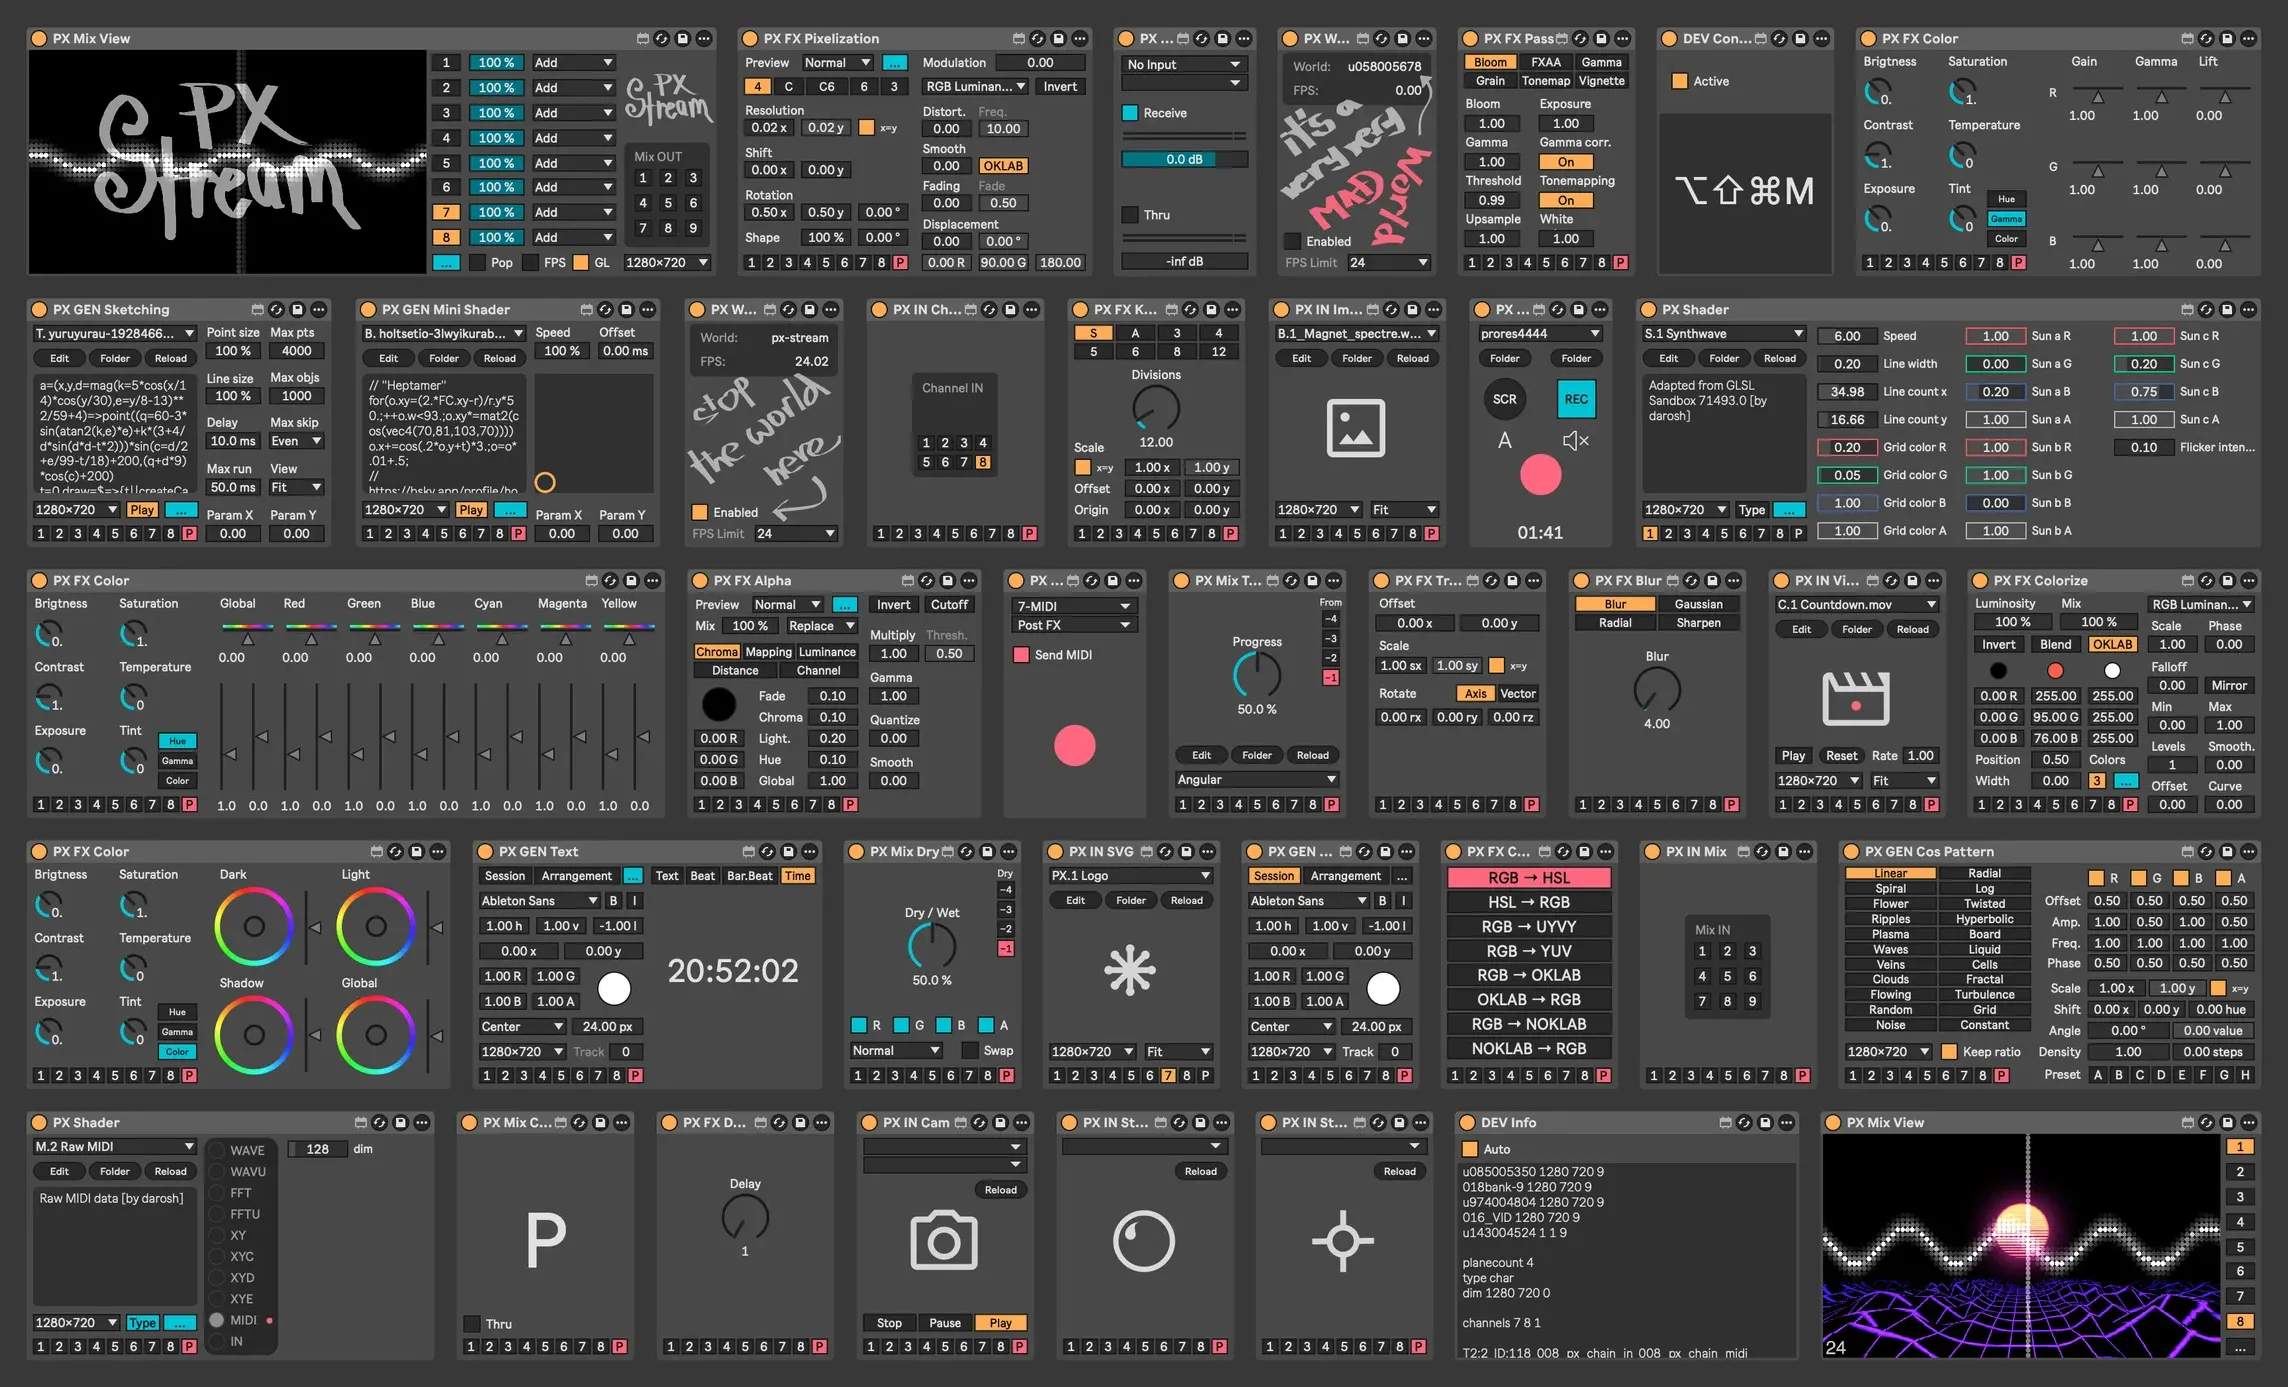 PX Mix View
PX Stream
1 100 % Add
2 100 % Add
3 100 % Add
4 100 % Add
5 100 % Add
6 100 % Add
7 100 % Add
8 100 % Add
... Pop FPS GL 1280×720
PX Stream
Mix OUT
1 2 3
4 5 6
7 8 9
PX FX Pixelization
Preview Normal ... Modulation 0.00
4 C C6 6 3 RGB Luminan... Invert
Resolution Distort. Freq.
0.02 x 0.02 y x=y 0.00 10.00
Shift Smooth
0.00 x 0.00 y 0.00 OKLAB
Rotation Fading Fade
0.50 x 0.50 y 0.00 ° 0.00 0.50
Displacement
Shape 100 % 0.00 ° 0.00 0.00 °
1 2 3 4 5 6 7 8 P 0.00 R 90.00 G 180.00
PX ...
No Input
Receive
0.0 dB
Thru
-inf dB
PX W...
World: u058005678
FPS: 0.00
it's a
very very
MAD World
Enabled
FPS Limit 24
PX FX Pass
Bloom FXAA Gamma
Grain Tonemap Vignette
Bloom Exposure
1.00 1.00
Gamma Gamma corr.
1.00 On
Threshold Tonemapping
0.99 On
Upsample White
1.00 1.00
1 2 3 4 5 6 7 8 P
DEV Con...
Active
⌥⇧⌘M
PX FX Color
Brigtness Saturation Gain Gamma Lift
0. 1. R 1.00 1.00 0.00
Contrast Temperature
1. 0 G 1.00 1.00 0.00
Exposure Tint Hue
0. 0 Gamma
Color B
1 2 3 4 5 6 7 8 P 1.00 1.00 0.00
PX GEN Sketching
T. yuruyurau-1928466... Point size Max pts
Edit Folder Reload 100 % 4000
a=(x,y,d=mag(k=5*cos(x/1
4)*cos(y/30),e=y/8-13)**
2/59+4)=>point((q=60-3*
sin(atan2(k,e)*e)+k*(3+4/
d*sin(d*d-t*2)))*sin(c=d/2
+e/99-t/18)+200,(q+d*9)
*cos(c)+200)
t=0,draw=$=>{t||createCa
Line size Max objs
100 % 1000
Delay Max skip
10.0 ms Even
Max run View
50.0 ms Fit
1280×720 Play ... Param X Param Y
1 2 3 4 5 6 7 8 P 0.00 0.00
PX GEN Mini Shader
B. holtsetio-3lwyikurab... Speed Offset
Edit Folder Reload 100 % 0.00 ms
// "Heptamer"
for(o.xy=(2.*FC.xy-r)/r.y*50
.;++o.w<93.;o.xy*=mat2(c
os(vec4(70,81,103,70))))
o.x+=cos(.2*o.y+t)*3.;o=o*
.01+.5;
//
https://bsky.app/profile/ho
1280×720 Play ... Param X Param Y
1 2 3 4 5 6 7 8 P 0.00 0.00
PX W...
World: px-stream
FPS: 24.02
stop
the world
here
Enabled
FPS Limit 24
PX IN Ch...
Channel IN
1 2 3 4
5 6 7 8
1 2 3 4 5 6 7 8 P
PX FX K...
S A 3 4
5 6 8 12
Divisions
12.00
Scale
x=y 1.00 x 1.00 y
Offset 0.00 x 0.00 y
Origin 0.00 x 0.00 y
1 2 3 4 5 6 7 8 P
PX IN Im...
B.1_Magnet_spectre.w...
Edit Folder Reload
1280×720 Fit
1 2 3 4 5 6 7 8 P
PX ...
prores4444
Folder Folder
SCR REC
A
01:41
PX Shader
S.1 Synthwave
Edit Folder Reload
Adapted from GLSL
Sandbox 71493.0 [by
darosh]
1280×720 Type ...
1 2 3 4 5 6 7 8 P
6.00 Speed 1.00 Sun a R 1.00 Sun c R
0.20 Line width 0.00 Sun a G 0.20 Sun c G
34.98 Line count x 0.20 Sun a B 0.75 Sun c B
16.66 Line count y 1.00 Sun a A 1.00 Sun c A
0.20 Grid color R 1.00 Sun b R 0.10 Flicker inten...
0.05 Grid color G 1.00 Sun b G
1.00 Grid color B 0.00 Sun b B
1.00 Grid color A 1.00 Sun b A
PX FX Color
Brigtness Saturation Global Red Green Blue Cyan Magenta Yellow
0. 1. 0.00 0.00 0.00 0.00 0.00 0.00 0.00
Contrast Temperature
1. 0
Exposure Tint Hue
0. 0 Gamma
Color
1 2 3 4 5 6 7 8 P 1.0 0.0 1.0 0.0 1.0 0.0 1.0 0.0 1.0 0.0 1.0 0.0 1.0 0.0
PX FX Alpha
Preview Normal ... Invert Cutoff
Mix 100 % Replace Multiply Thresh.
Chroma Mapping Luminance 1.00 0.50
Distance Channel Gamma
Fade 0.10 1.00
Chroma 0.10 Quantize
0.00 R Light. 0.20 0.00
0.00 G Hue 0.10 Smooth
0.00 B Global 1.00 0.00
1 2 3 4 5 6 7 8 P
PX ...
7-MIDI
Post FX
Send MIDI
PX Mix T...
From
-4
-3
-2
-1
Progress
50.0 %
Edit Folder Reload
Angular
1 2 3 4 5 6 7 8 P
PX FX Tr...
Offset
0.00 x 0.00 y
Scale
1.00 sx 1.00 sy x=y
Rotate Axis Vector
0.00 rx 0.00 ry 0.00 rz
1 2 3 4 5 6 7 8 P
PX FX Blur
Blur Gaussian
Radial Sharpen
Blur
4.00
1 2 3 4 5 6 7 8 P
PX IN Vi...
C.1 Countdown.mov
Edit Folder Reload
Play Reset Rate 1.00
1280×720 Fit
1 2 3 4 5 6 7 8 P
PX FX Colorize
Luminosity Mix RGB Luminan...
100 % 100 % Scale Phase
Invert Blend OKLAB 1.00 0.00
Falloff
0.00 R 255.00 255.00 0.00 Mirror
0.00 G 95.00 G 255.00 Min Max
0.00 B 76.00 B 255.00 0.00 1.00
Position 0.50 Colors Levels Smooth.
Width 0.00 3 ... 1 0.00
Offset Curve
1 2 3 4 5 6 7 8 P 0.00 0.00
PX FX Color
Brigtness Saturation Dark Light
0. 1.
Contrast Temperature
1. 0
Shadow Global
Exposure Tint Hue
0. 0 Gamma
Color
1 2 3 4 5 6 7 8 P
PX GEN Text
Session Arrangement ... Text Beat Bar.Beat Time
Ableton Sans B I
1.00 h 1.00 v -1.00 l
0.00 x 0.00 y
1.00 R 1.00 G
1.00 B 1.00 A
Center 24.00 px
1280×720 Track 0
1 2 3 4 5 6 7 8 P
20:52:02
PX Mix Dry
Dry
-4
-3
-2
-1
Dry / Wet
50.0 %
R G B A
Normal Swap
1 2 3 4 5 6 7 8 P
PX IN SVG
PX.1 Logo
Edit Folder Reload
1280×720 Fit
1 2 3 4 5 6 7 8 P
PX GEN ...
Session Arrangement ...
Ableton Sans B I
1.00 h 1.00 v -1.00 l
0.00 x 0.00 y
1.00 R 1.00 G
1.00 B 1.00 A
Center 24.00 px
1280×720 Track 0
1 2 3 4 5 6 7 8 P
PX FX C...
RGB → HSL
HSL → RGB
RGB → UYVY
RGB → YUV
RGB → OKLAB
OKLAB → RGB
RGB → NOKLAB
NOKLAB → RGB
1 2 3 4 5 6 7 8 P
PX IN Mix
Mix IN
1 2 3
4 5 6
7 8 9
1 2 3 4 5 6 7 8 P
PX GEN Cos Pattern
Linear Radial
Spiral Log
Flower Twisted
Ripples Hyperbolic
Plasma Board
Waves Liquid
Veins Cells
Clouds Fractal
Flowing Turbulence
Random Grid
Noise Constant
1280×720 Keep ratio
1 2 3 4 5 6 7 8 P
R G B A
Offset 0.50 0.50 0.50 0.50
Amp. 1.00 0.50 0.50 0.50
Freq. 1.00 1.00 1.00 1.00
Phase 0.50 0.50 0.50 0.50
Scale 1.00 x 1.00 y x=y
Shift 0.00 x 0.00 y 0.00 hue
Angle 0.00 ° 0.00 value
Density 1.00 0.00 steps
Preset A B C D E F G H
PX Shader
M.2 Raw MIDI
Edit Folder Reload
Raw MIDI data [by darosh]
1280×720 Type ...
1 2 3 4 5 6 7 8 P
WAVE
WAVU
FFT
FFTU
XY
XYC
XYD
XYE
MIDI
IN
128 dim
PX Mix C...
P
Thru
1 2 3 4 5 6 7 8 P
PX FX D...
Delay
1
1 2 3 4 5 6 7 8 P
PX IN Cam
Reload
Stop Pause Play
1 2 3 4 5 6 7 8 P
PX IN St...
Reload
1 2 3 4 5 6 7 8 P
PX IN St...
Reload
1 2 3 4 5 6 7 8 P
DEV Info
Auto
u085005350 1280 720 9
018bank-9 1280 720 9
u974004804 1280 720 9
016_VID 1280 720 9
u143004524 1 1 9
planecount 4
type char
dim 1280 720 0
channels 7 8 1
T2:2 ID:118 008_px_chain_in 008_px_chain_midi
PX Mix View
1
2
3
4
5
6
7
8
...
24